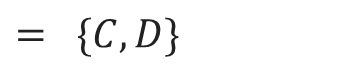 = {C, D}